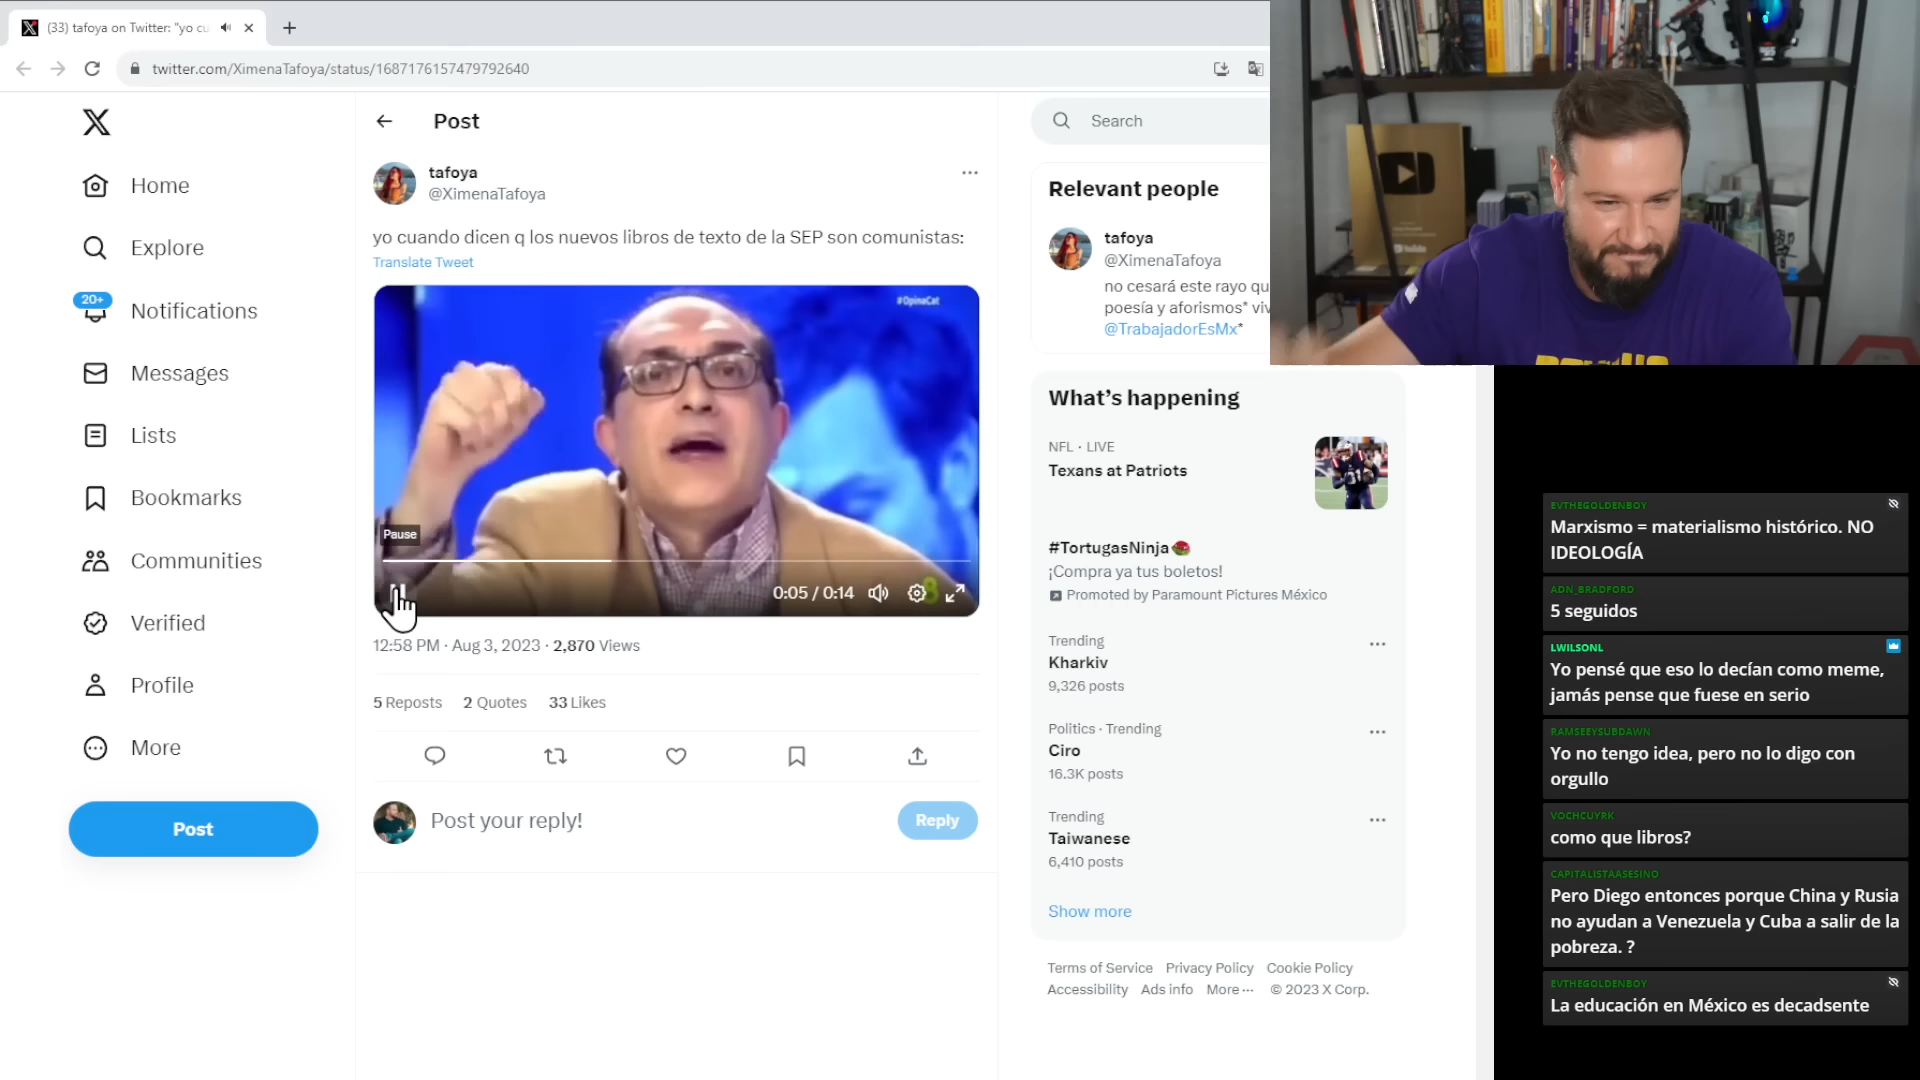 (33) tafoya on Twitter: "yo cu
twitter.com/XimenaTafoya/status/1687176157479792640
Home
Explore
20+
Notifications
Messages
Lists
Bookmarks
Communities
Verified
Profile
More
Post
Post
tafoya
@XimenaTafoya
yo cuando dicen q los nuevos libros de texto de la SEP son comunistas:
Translate Tweet
#OpinaCat
Pause
0:05 / 0:14
8
12:58 PM · Aug 3, 2023 · 2,870 Views
5 Reposts 2 Quotes 33 Likes
Post your reply!
Reply
Search
Relevant people
tafoya
@XimenaTafoya
no cesará este rayo qu
poesía y aforismos* viv
@TrabajadorEsMx*
What's happening
NFL · LIVE
Texans at Patriots
#TortugasNinja
¡Compra ya tus boletos!
Promoted by Paramount Pictures México
Trending
Kharkiv
9,326 posts
Politics · Trending
Ciro
16.3K posts
Trending
Taiwanese
6,410 posts
Show more
Terms of Service Privacy Policy Cookie Policy
Accessibility Ads info More ··· © 2023 X Corp.
YouTube
EVTHEGOLDENBOY
Marxismo = materialismo histórico. NO
IDEOLOGÍA
ADN_BRADFORD
5 seguidos
LWILSONL
Yo pensé que eso lo decían como meme,
jamás pense que fuese en serio
RAMSEEYSUBDAWN
Yo no tengo idea, pero no lo digo con
orgullo
VOCHCUYRK
como que libros?
CAPITALISTAASESINO
Pero Diego entonces porque China y Rusia
no ayudan a Venezuela y Cuba a salir de la
pobreza. ?
EVTHEGOLDENBOY
La educación en México es decadsente